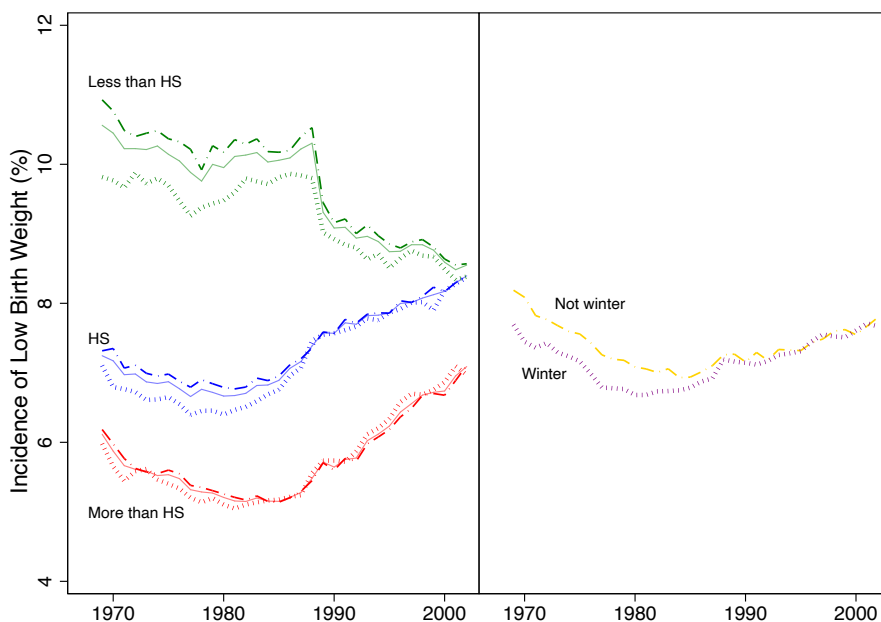 Incidence of Low Birth Weight (%)
12
10
8
6
4
Less than HS
HS
More than HS
Not winter
Winter
1970 1980 1990 2000 1970 1980 1990 2000